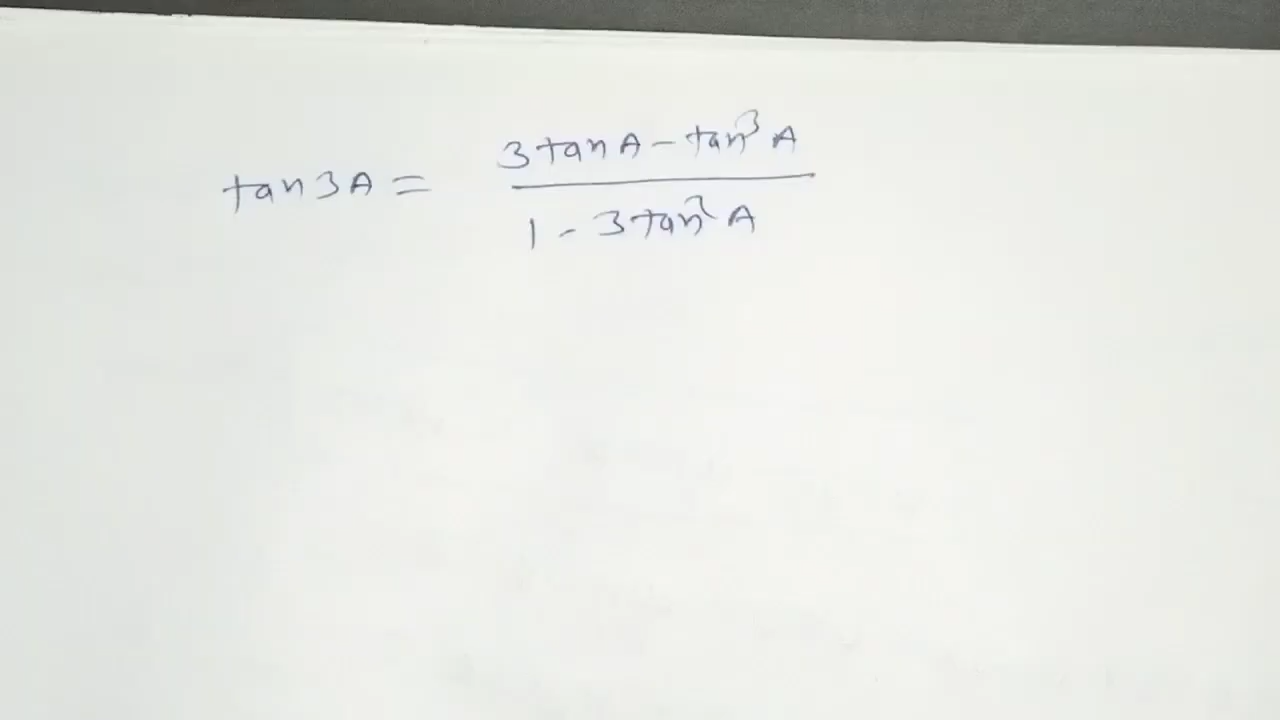 tan3A = (3tanA - tan³A) / (1 - 3tan²A)